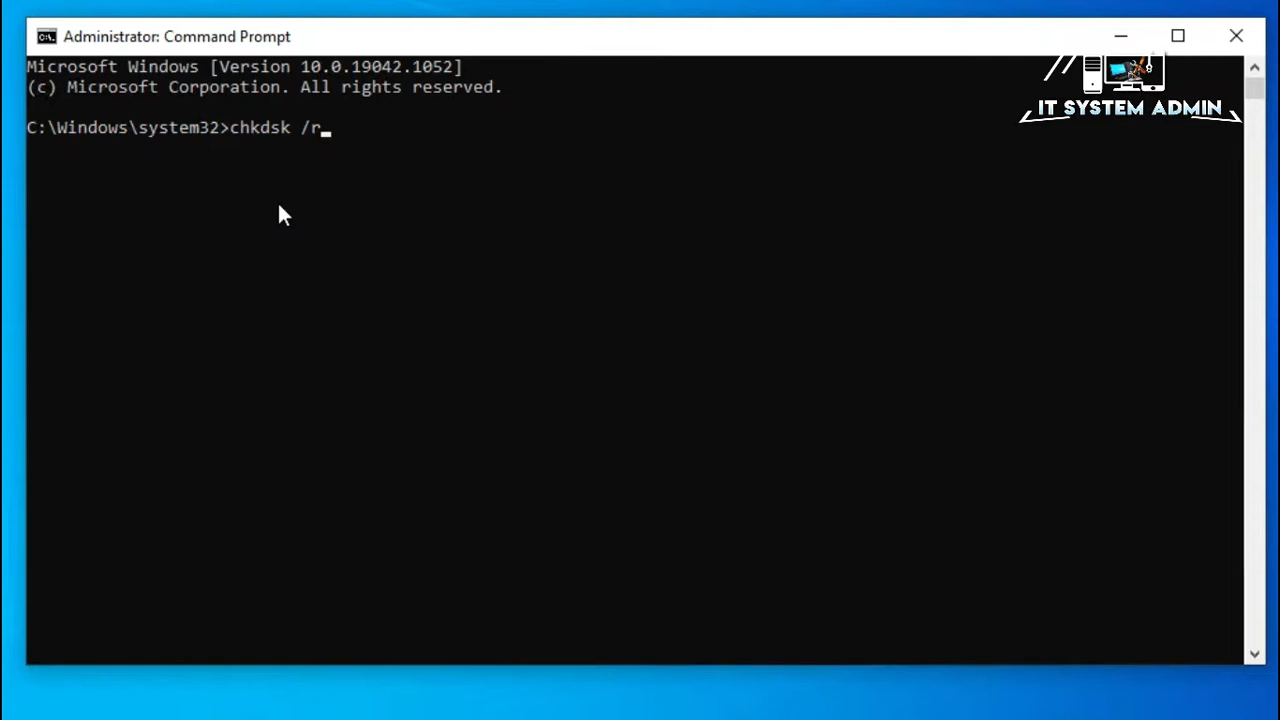 Administrator: Command Prompt
Microsoft Windows [Version 10.0.19042.1052]
(c) Microsoft Corporation. All rights reserved.
IT SYSTEM ADMIN
C:\Windows\system32>chkdsk /r